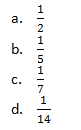 a. 1/2
b. 1/5
c. 1/7
d. 1/14